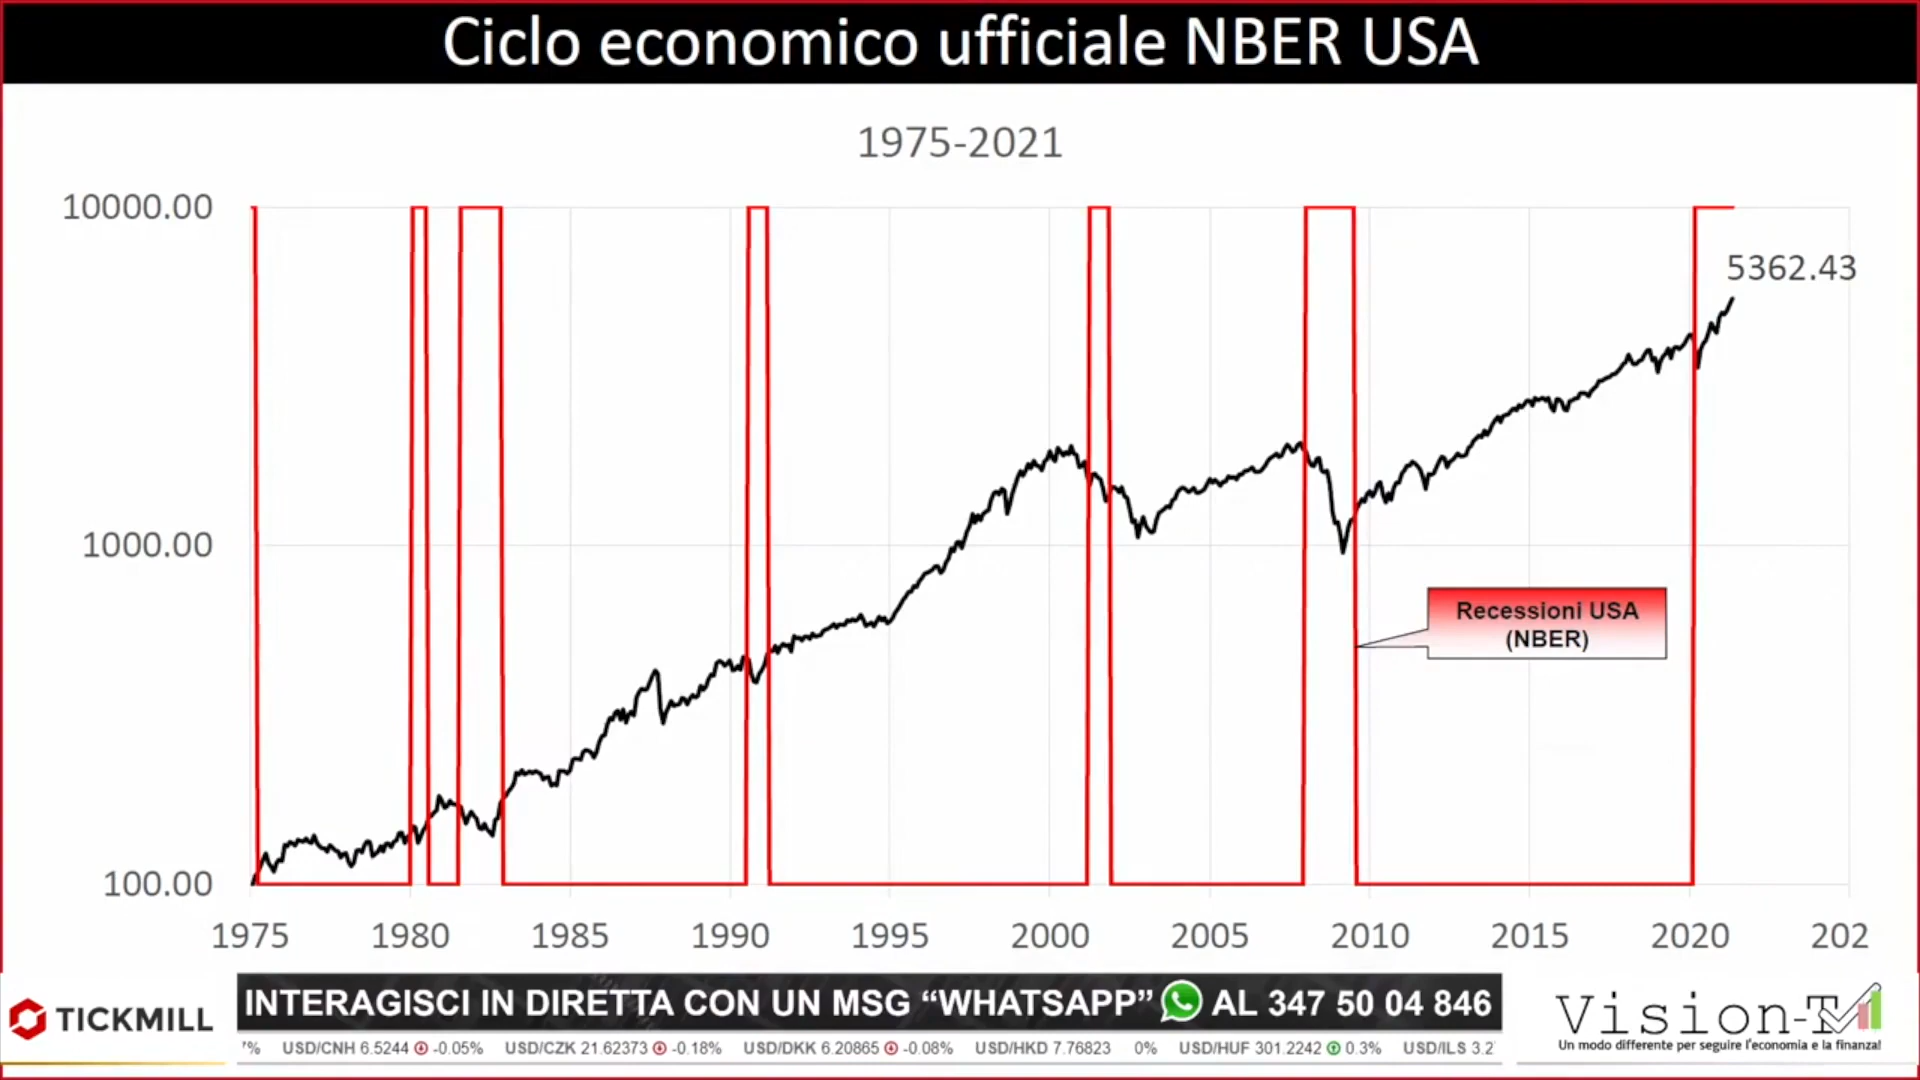 Ciclo economico ufficiale NBER USA
1975-2021
10000.00
5362.43
1000.00
Recessioni USA
(NBER)
100.00
1975 1980 1985 1990 1995 2000 2005 2010 2015 2020 202
TICKMILL
INTERAGISCI IN DIRETTA CON UN MSG “WHATSAPP” AL 347 50 04 846
% USD/CNH 6.5244 -0.05% USD/CZK 21.62373 -0.18% USD/DKK 6.20865 -0.08% USD/HKD 7.76823 0% USD/HUF 301.2242 0.3% USD/ILS 3.2
Vision-T
Un modo differente per seguire l'economia e la finanza!